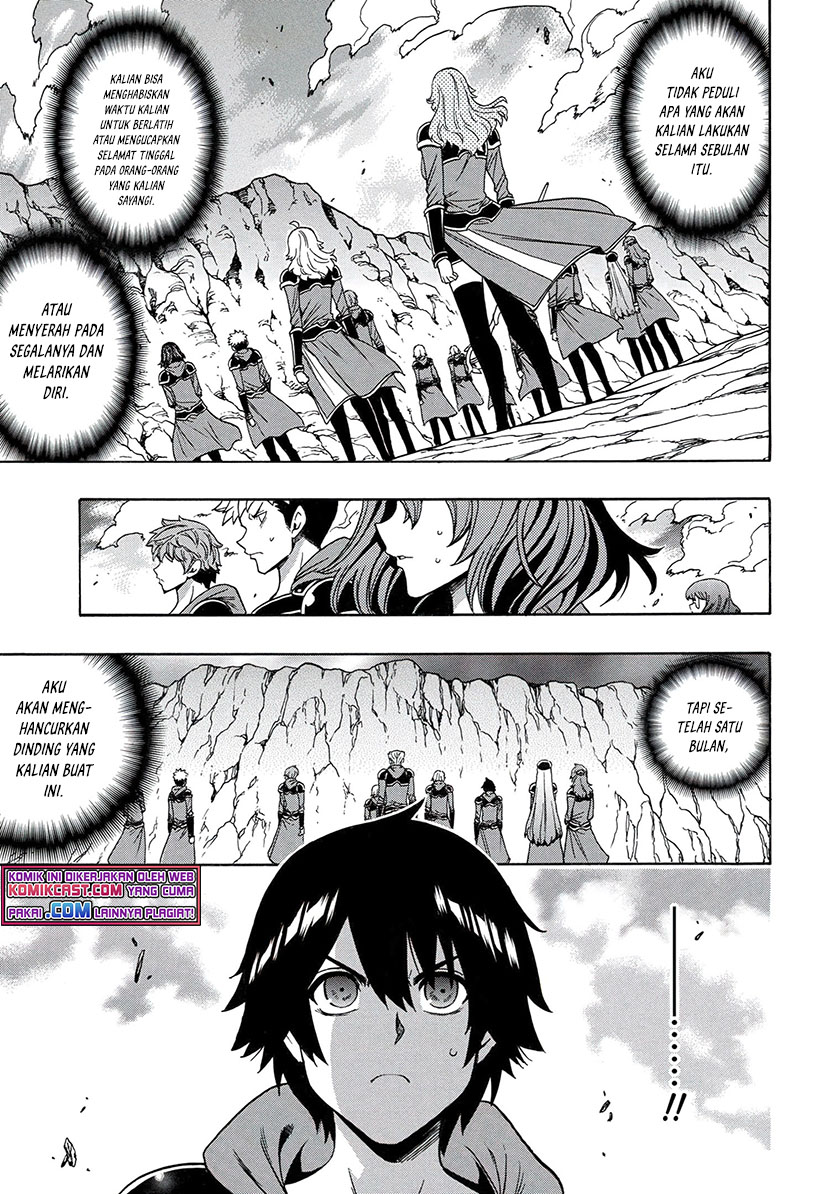 AKU
TIDAK PEDULI
APA YANG AKAN
KALIAN LAKUKAN
SELAMA SEBULAN
ITU.
KALIAN BISA
MENGHABISKAN
WAKTU KALIAN
UNTUK BERLATIH
ATAU MENGUCAPKAN
SELAMAT TINGGAL
PADA ORANG-ORANG
YANG KALIAN
SAYANGI.
ATAU
MENYERAH PADA
SEGALANYA DAN
MELARIKAN
DIRI.
TAPI SE-
TELAH SATU
BULAN,
AKU
AKAN MENG-
HANCURKAN
DINDING YANG
KALIAN BUAT
INI.
KOMIK INI DIKERJAKAN OLEH WEB
KOMIKCAST.COM YANG CUMA
PAKAI .COM LAINNYA PLAGIAT!
......!!